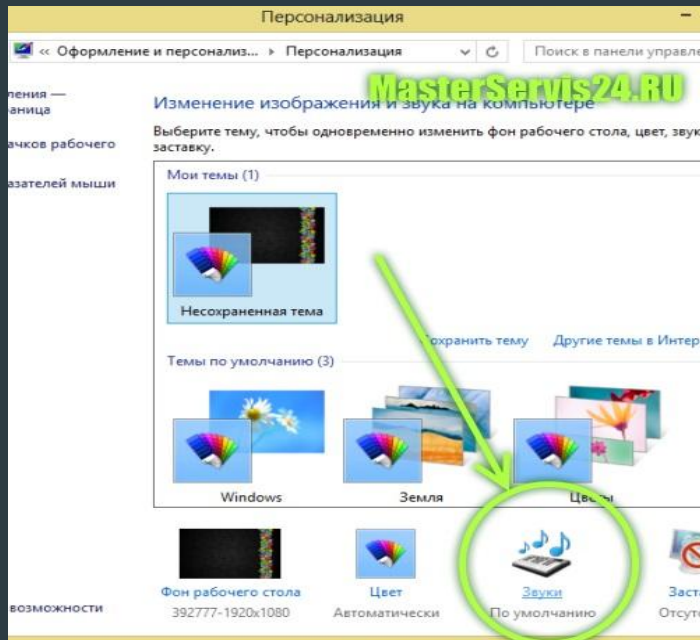 Персонализация
« Оформление и персонализ... Персонализация
Поиск в панели управле
MasterServis24.RU
ления —
аница
Изменение изображения и звука на компьютере
Выберите тему, чтобы одновременно изменить фон рабочего стола, цвет, звук
заставку.
ачков рабочего
азателей мыши
Мои темы (1)
Несохраненная тема
Сохранить тему Другие темы в Интер
Темы по умолчанию (3)
Windows Земля Цветы
Фон рабочего стола Цвет Звуки Заст
392777-1920x1080 Автоматически По умолчанию Отсут
возможности